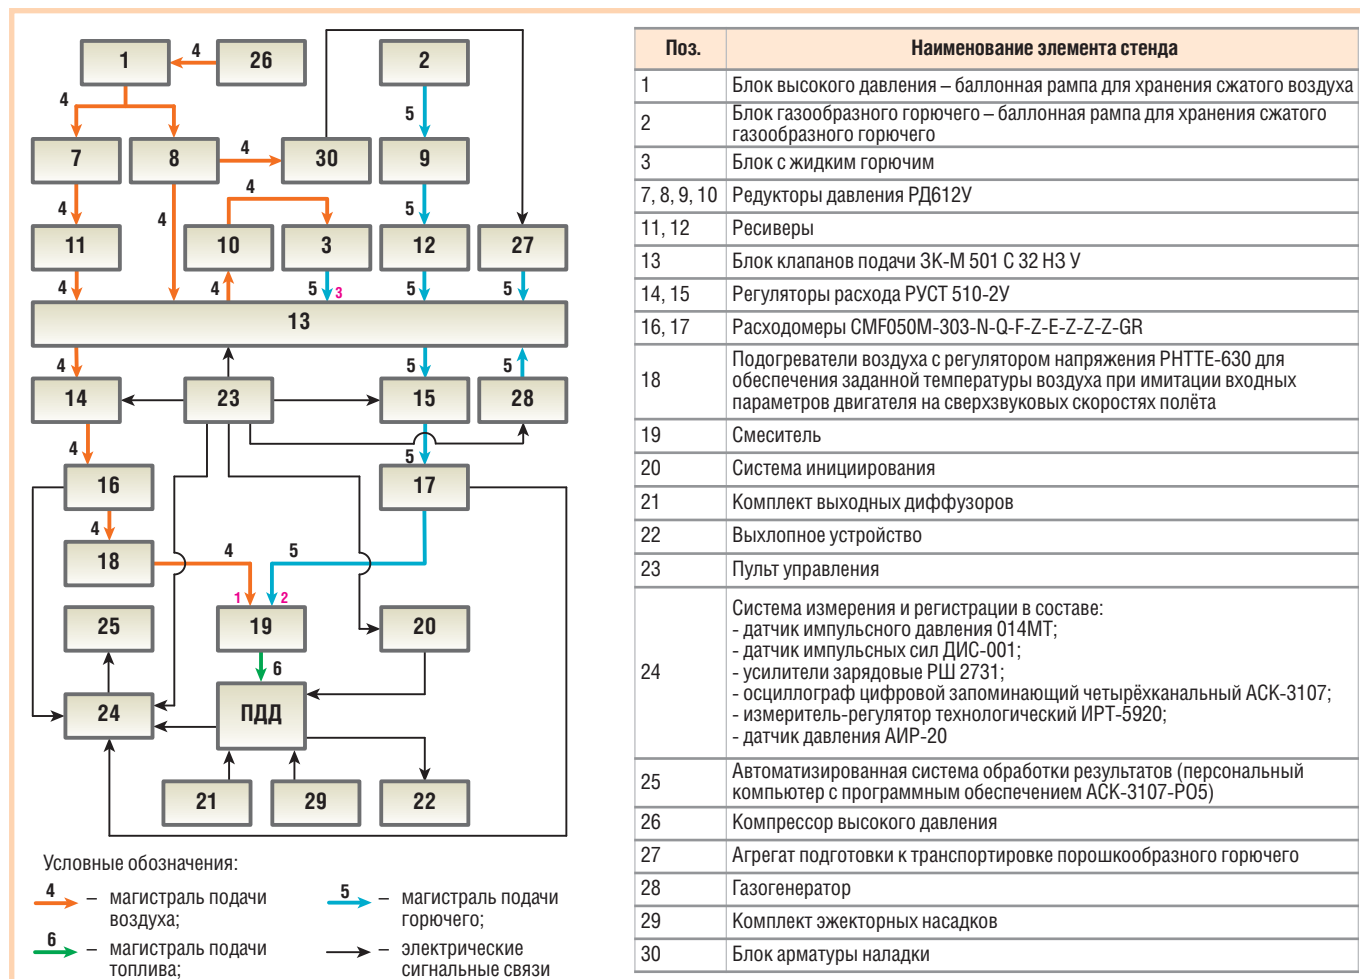 1
4
26
2
4
4
5
7
8
4
30
9
4
4
4
5
11
10
3
12
27
4
4
5
3
5
5
13
4
5
5
14
23
15
28
4
5
16
17
4
18
4
5
1
2
25
19
20
6
24
ПДД
21
29
22
Условные обозначения:
4 – магистраль подачи
воздуха;
5 – магистраль подачи
горючего;
6 – магистраль подачи
топлива;
– электрические
сигнальные связи
Поз. Наименование элемента стенда
1 Блок высокого давления – баллонная рампа для хранения сжатого воздуха
2 Блок газообразного горючего – баллонная рампа для хранения сжатого
газообразного горючего
3 Блок с жидким горючим
7, 8, 9, 10 Редукторы давления РД612У
11, 12 Ресиверы
13 Блок клапанов подачи ЗК-М 501 С 32 НЗ У
14, 15 Регуляторы расхода РУСТ 510-2У
16, 17 Расходомеры CMF050M-303-N-Q-F-Z-E-Z-Z-Z-GR
18 Подогреватели воздуха с регулятором напряжения РНТТЕ-630 для
обеспечения заданной температуры воздуха при имитации входных
параметров двигателя на сверхзвуковых скоростях полёта
19 Смеситель
20 Система инициирования
21 Комплект выходных диффузоров
22 Выхлопное устройство
23 Пульт управления
24 Система измерения и регистрации в составе:
- датчик импульсного давления 014МТ;
- датчик импульсных сил ДИС-001;
- усилители зарядовые РШ 2731;
- осциллограф цифровой запоминающий четырёхканальный АСК-3107;
- измеритель-регулятор технологический ИРТ-5920;
- датчик давления АИР-20
25 Автоматизированная система обработки результатов (персональный
компьютер с программным обеспечением АСК-3107-РО5)
26 Компрессор высокого давления
27 Агрегат подготовки к транспортировке порошкообразного горючего
28 Газогенератор
29 Комплект эжекторных насадков
30 Блок арматуры наладки